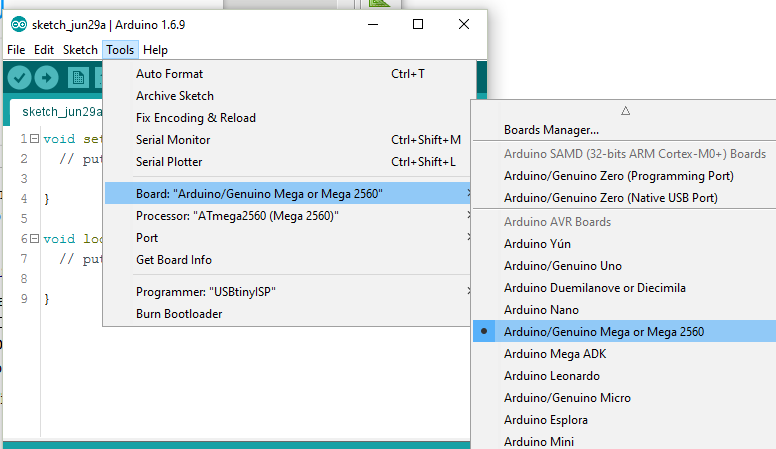 sketch_jun29a | Arduino 1.6.9
File Edit Sketch Tools Help
sketch_jun29a
1 void set
2 // put
3
4 }
5
6 void loo
7 // put
8
9 }
Auto Format Ctrl+T
Archive Sketch
Fix Encoding & Reload
Serial Monitor Ctrl+Shift+M
Serial Plotter Ctrl+Shift+L
Board: "Arduino/Genuino Mega or Mega 2560"
Processor: "ATmega2560 (Mega 2560)"
Port
Get Board Info
Programmer: "USBtinyISP"
Burn Bootloader
Boards Manager...
Arduino SAMD (32-bits ARM Cortex-M0+) Boards
Arduino/Genuino Zero (Programming Port)
Arduino/Genuino Zero (Native USB Port)
Arduino AVR Boards
Arduino Yún
Arduino/Genuino Uno
Arduino Duemilanove or Diecimila
Arduino Nano
Arduino/Genuino Mega or Mega 2560
Arduino Mega ADK
Arduino Leonardo
Arduino/Genuino Micro
Arduino Esplora
Arduino Mini